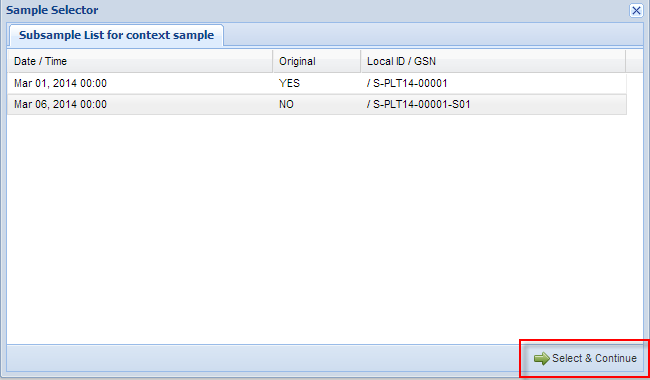 Sample Selector
Subsample List for context sample
Date / Time Original Local ID / GSN
Mar 01, 2014 00:00 YES / S-PLT14-00001
Mar 06, 2014 00:00 NO / S-PLT14-00001-S01
Select & Continue